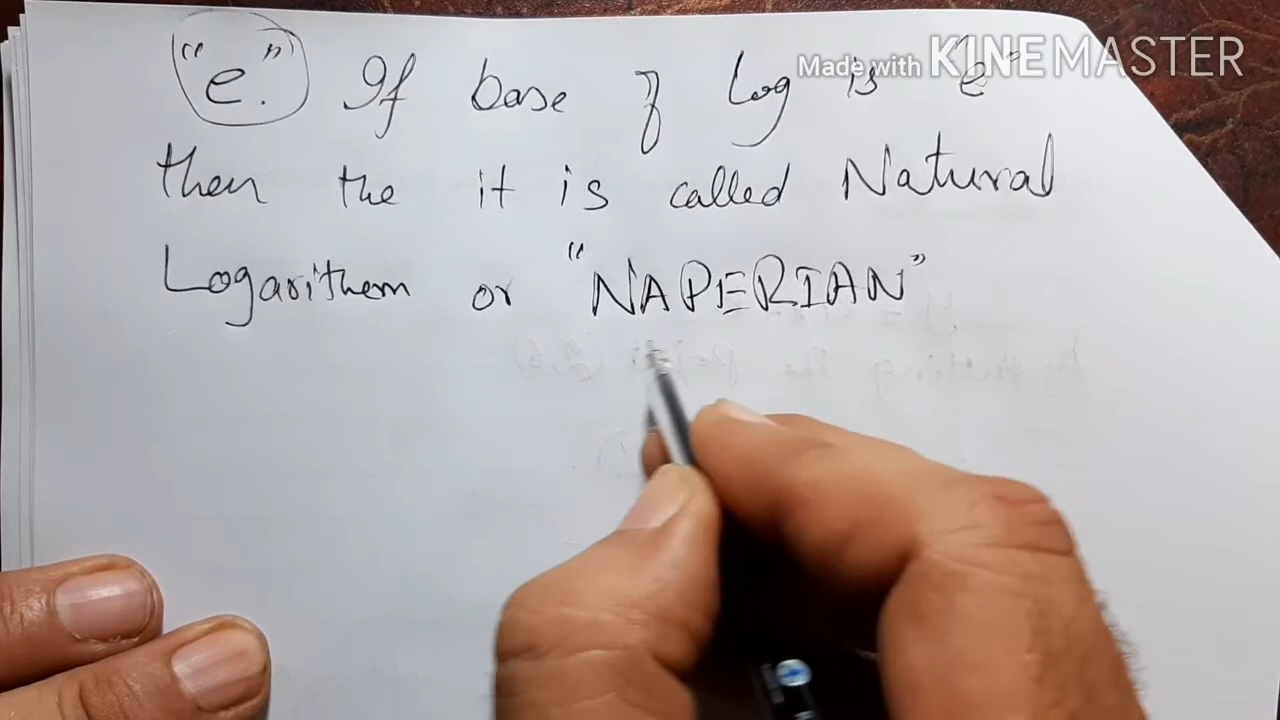 "e." If base of Log is "e"
Made with KINEMASTER
then the it is called Natural
Logarithem or "NAPERIAN"